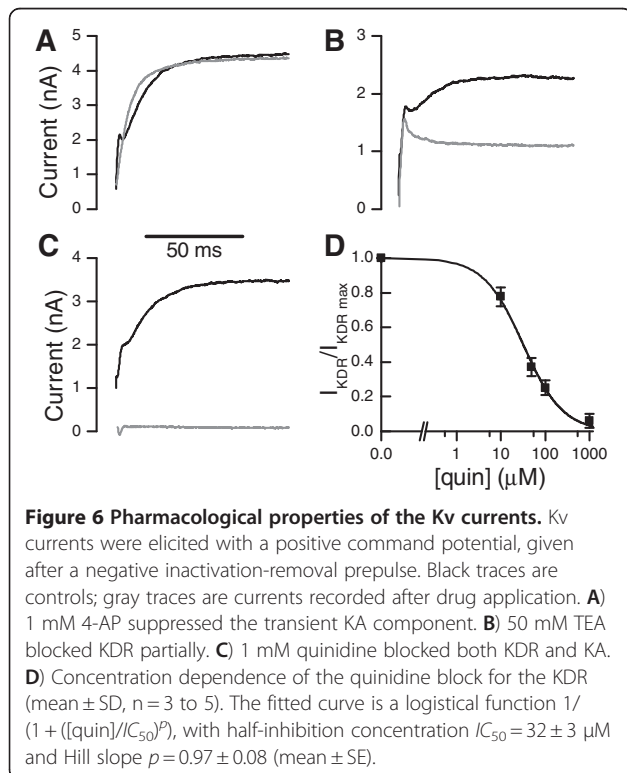 A
B
5
4
3
2
1
0
Current (nA)
3
2
1
0
C
50 ms
D
4
3
2
1
0
Current (nA)
1.0
0.8
0.6
0.4
0.2
0.0
I_KDR/I_KDR max
0.0
1
10
100
1000
[quin] (μM)
Figure 6 Pharmacological properties of the Kv currents. Kv
currents were elicited with a positive command potential, given
after a negative inactivation-removal prepulse. Black traces are
controls; gray traces are currents recorded after drug application. A)
1 mM 4-AP suppressed the transient KA component. B) 50 mM TEA
blocked KDR partially. C) 1 mM quinidine blocked both KDR and KA.
D) Concentration dependence of the quinidine block for the KDR
(mean ± SD, n = 3 to 5). The fitted curve is a logistical function 1/
(1 + ([quin]/IC50)^p), with half-inhibition concentration IC50 = 32 ± 3 μM
and Hill slope p = 0.97 ± 0.08 (mean ± SE).